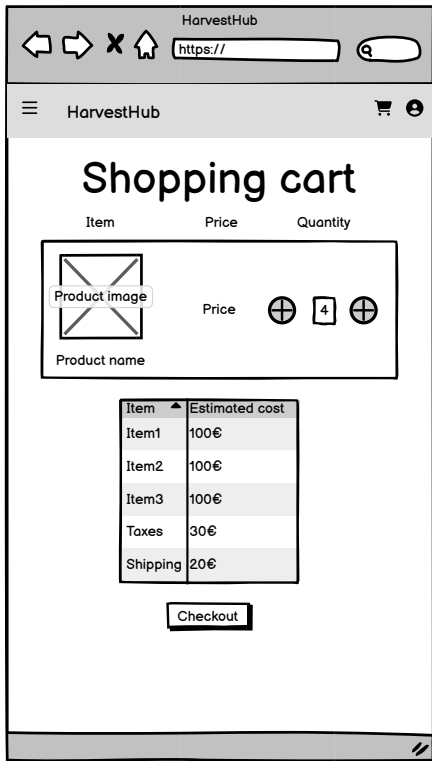 HarvestHub
https://
HarvestHub
Shopping cart
Item Price Quantity
Product image
Price 4
Product name
Item Estimated cost
Item1 100€
Item2 100€
Item3 100€
Taxes 30€
Shipping 20€
Checkout